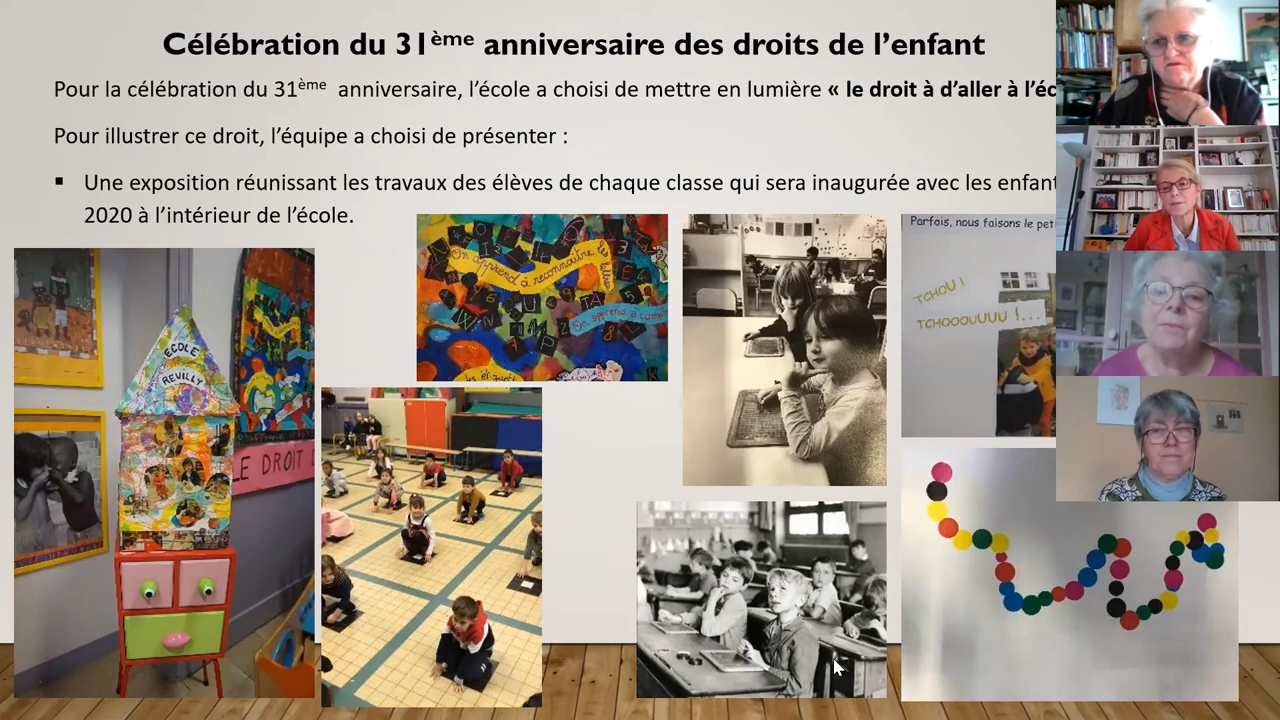 Célébration du 31ème anniversaire des droits de l’enfant
Pour la célébration du 31ème anniversaire, l’école a choisi de mettre en lumière « le droit à d’aller à l’éc
Pour illustrer ce droit, l’équipe a choisi de présenter :
▪ Une exposition réunissant les travaux des élèves de chaque classe qui sera inaugurée avec les enfant
2020 à l’intérieur de l’école.
Parfais, nous faisons le pet
On apprend à reconnaître les lettres
On apprend à comp
TCHOU !
TCHOOOUUUU !...
ECOLE
REUILLY
LE DROIT